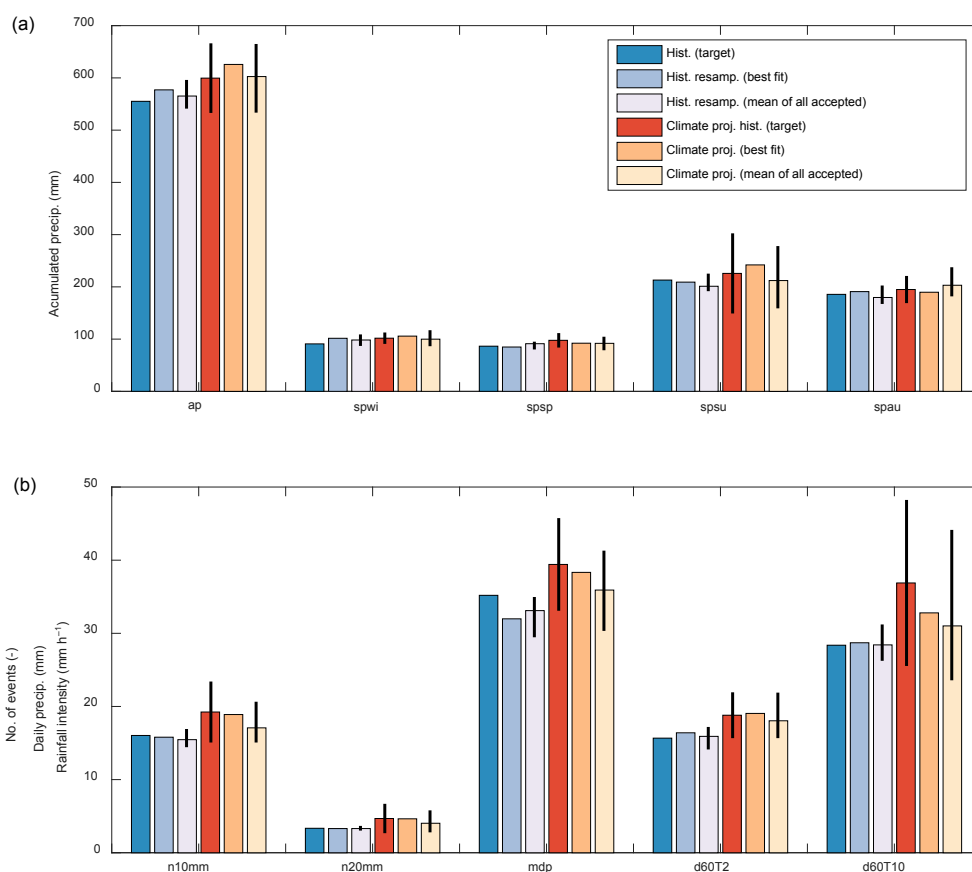 (a)
700
600
500
400
300
200
100
0
Acumulated precip. (mm)
Hist. (target)
Hist. resamp. (best fit)
Hist. resamp. (mean of all accepted)
Climate proj. hist. (target)
Climate proj. (best fit)
Climate proj. (mean of all accepted)
ap spwi spsp spsu spau
(b)
50
40
30
20
10
0
No. of events (-)
Daily precip. (mm)
Rainfall intensity (mm h⁻¹)
n10mm n20mm mdp d60T2 d60T10